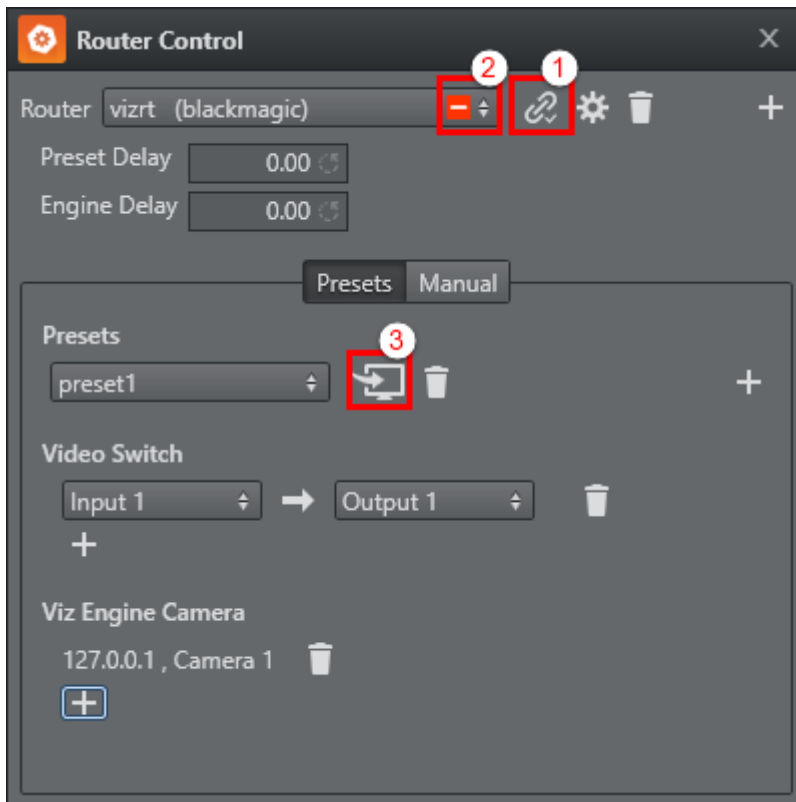 Router Control
2 1
Router vizrt (blackmagic)
Preset Delay 0.00
Engine Delay 0.00
Presets Manual
Presets
3
preset1
Video Switch
Input 1 Output 1
Viz Engine Camera
127.0.0.1 , Camera 1